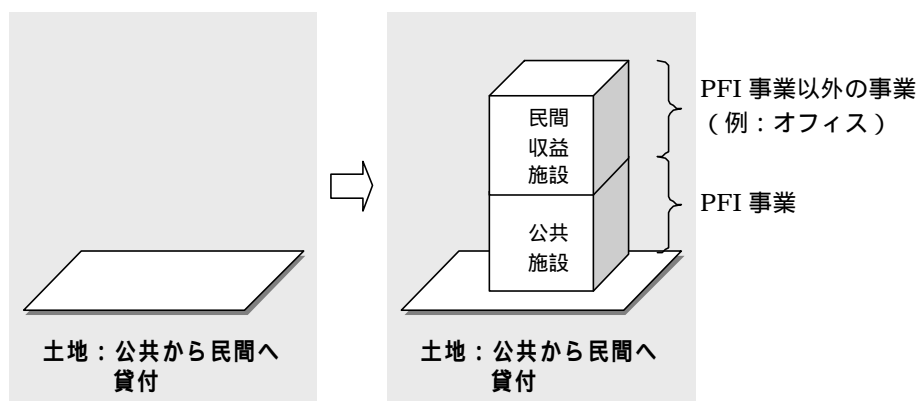 PFI 事業以外の事業
（例：オフィス）
民間
収益
施設
PFI 事業
公共
施設
土地：公共から民間へ
貸付
土地：公共から民間へ
貸付